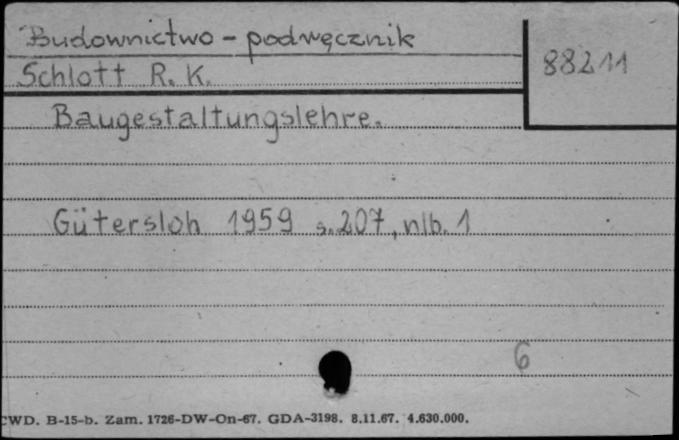 Budownictwo - podręcznik
88211
Schlott R. K.
Baugestaltungslehre.
Gütersloh 1959 s. 207, nlb. 1
6
CWD. B-15-b. Zam. 1726-DW-On-67. GDA-3198. 8.11.67. 4.630.000.